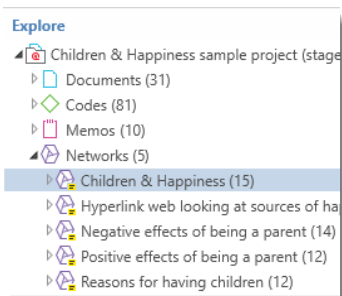 Explore
Children & Happiness sample project (stage
Documents (31)
Codes (81)
Memos (10)
Networks (5)
Children & Happiness (15)
Hyperlink web looking at sources of ha
Negative effects of being a parent (14)
Positive effects of being a parent (12)
Reasons for having children (12)